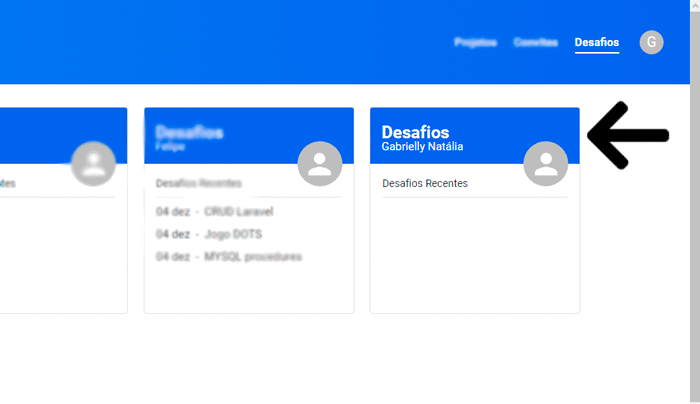 Projetos Convites Desafios G
Desafios
Felipe
Desafios Recentes
04 dez - CRUD Laravel
04 dez - Jogo DOTS
04 dez - MYSQL procedures
Desafios
Gabrielly Natália
Desafios Recentes